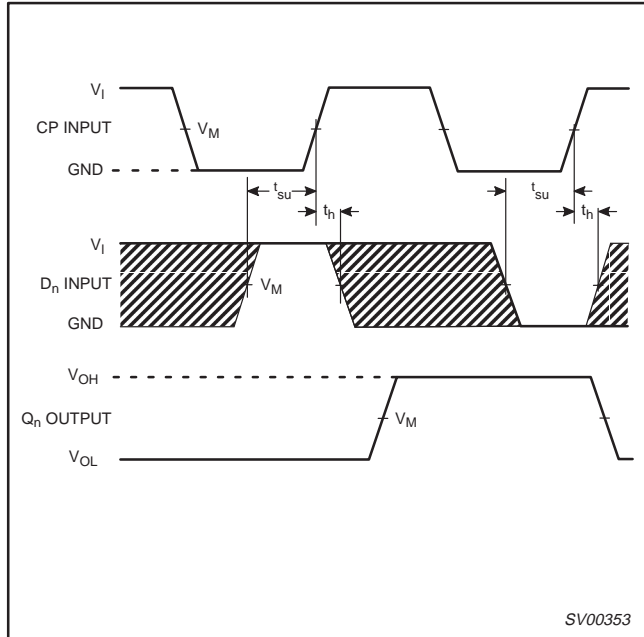 V_I
CP INPUT
V_M
GND
t_su
t_su
t_h
t_h
V_I
D_n INPUT
V_M
GND
V_OH
Q_n OUTPUT
V_M
V_OL
SV00353